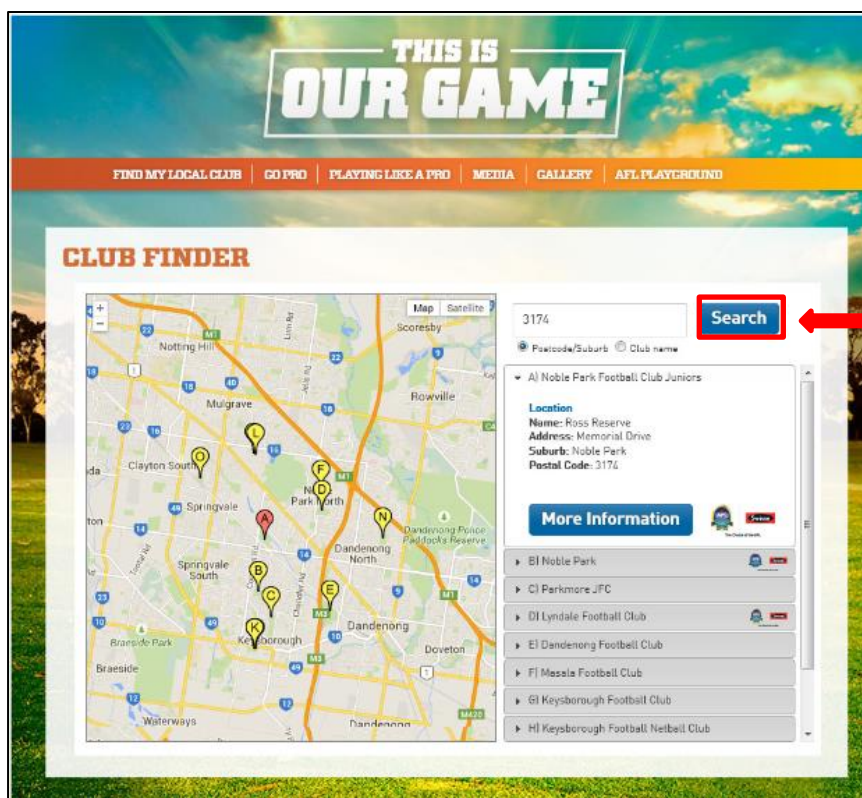 THIS IS
OUR GAME
FIND MY LOCAL CLUB
GO PRO
PLAYING LIKE A PRO
MEDIA
GALLERY
AFL PLAYGROUND
CLUB FINDER
Map
Satellite
Scoresby
Notting Hill
Rowville
Mulgrave
Clayton South
Springvale
Park North
Dandenong Police
Paddocks Reserve
Dandenong
North
Springvale
South
Keysborough
Dandenong
Doveton
Braeside Park
Braeside
Waterways
Dandenong
3174
Search
Postcode/Suburb
Club name
A) Noble Park Football Club Juniors
Location
Name: Ross Reserve
Address: Memorial Drive
Suburb: Noble Park
Postal Code: 3174
More Information
B) Noble Park
C) Parkmore JFC
D) Lyndale Football Club
E) Dandenong Football Club
F) Masala Football Club
G) Keysborough Football Club
H) Keysborough Football Netball Club